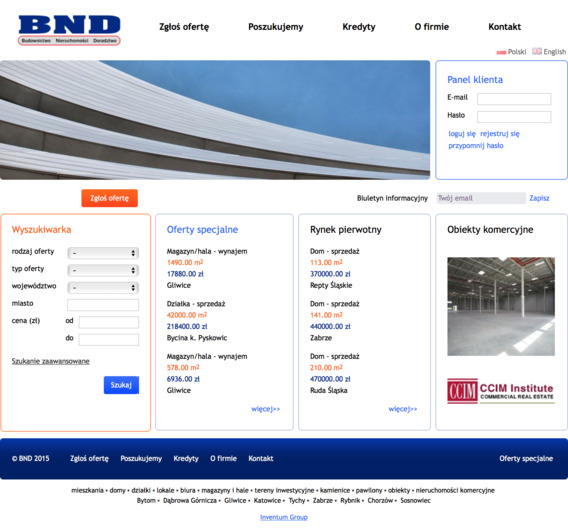 BND
Budownictwo Nieruchomości Doradztwo
Zgłoś ofertę Poszukujemy Kredyty O firmie Kontakt
Polski English
Panel klienta
E-mail
Hasło
loguj się rejestruj się
przypomnij hasło
Zgłoś ofertę
Biuletyn informacyjny Twój email Zapisz
Wyszukiwarka
rodzaj oferty -
typ oferty -
województwo -
miasto
cena (zł) od
do
Szukanie zaawansowane
Szukaj
Oferty specjalne
Magazyn/hala - wynajem
1490.00 m²
17880.00 zł
Gliwice
Działka - sprzedaż
42000.00 m²
218400.00 zł
Bycina k. Pyskowic
Magazyn/hala - wynajem
578.00 m²
6936.00 zł
Gliwice
więcej>>
Rynek pierwotny
Dom - sprzedaż
113.00 m²
370000.00 zł
Repty Śląskie
Dom - sprzedaż
141.00 m²
440000.00 zł
Zabrze
Dom - sprzedaż
210.00 m²
470000.00 zł
Ruda Śląska
więcej>>
Obiekty komercyjne
CCIM CCIM Institute
COMMERCIAL REAL ESTATE
© BND 2015 Zgłoś ofertę Poszukujemy Kredyty O firmie Kontakt Oferty specjalne
mieszkania • domy • działki • lokale • biura • magazyny i hale • tereny inwestycyjne • kamienice • pawilony • obiekty • nieruchomości komercyjne
Bytom • Dąbrowa Górnicza • Gliwice • Katowice • Tychy • Zabrze • Rybnik • Chorzów • Sosnowiec
Inventum Group